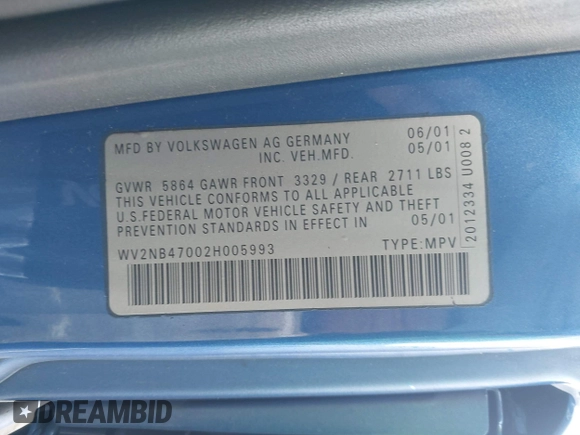 MFD BY VOLKSWAGEN AG GERMANY 06/01
INC. VEH.MFD. 05/01
GVWR 5864 GAWR FRONT 3329 / REAR 2711 LBS
THIS VEHICLE CONFORMS TO ALL APPLICABLE
U.S.FEDERAL MOTOR VEHICLE SAFETY AND THEFT
PREVENTION STANDARDS IN EFFECT IN 05/01
WV2NB47002H005993 TYPE:MPV
2012334 U008 2
DREAMBID